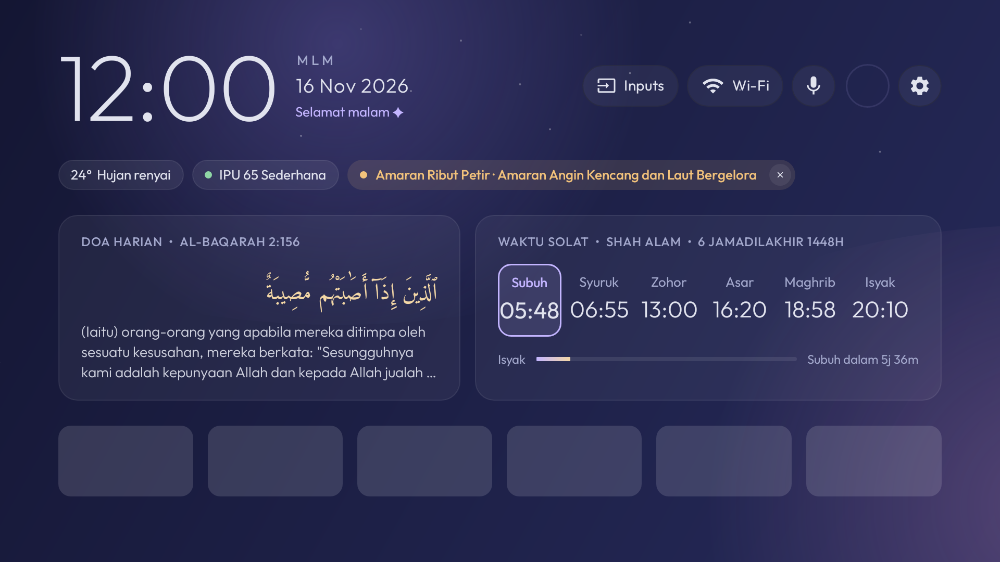 12:00
MLM
16 Nov 2026
Selamat malam
Inputs
Wi-Fi
24° Hujan renyai
IPU 65 Sederhana
Amaran Ribut Petir · Amaran Angin Kencang dan Laut Bergelora
DOA HARIAN • AL-BAQARAH 2:156
ٱلَّذِينَ إِذَآ أَصَـٰبَتْهُم مُّصِيبَةٌ
(Iaitu) orang-orang yang apabila mereka ditimpa oleh
sesuatu kesusahan, mereka berkata: "Sesungguhnya
kami adalah kepunyaan Allah dan kepada Allah jualah ...
WAKTU SOLAT • SHAH ALAM • 6 JAMADILAKHIR 1448H
Subuh Syuruk Zohor Asar Maghrib Isyak
05:48 06:55 13:00 16:20 18:58 20:10
Isyak Subuh dalam 5j 36m